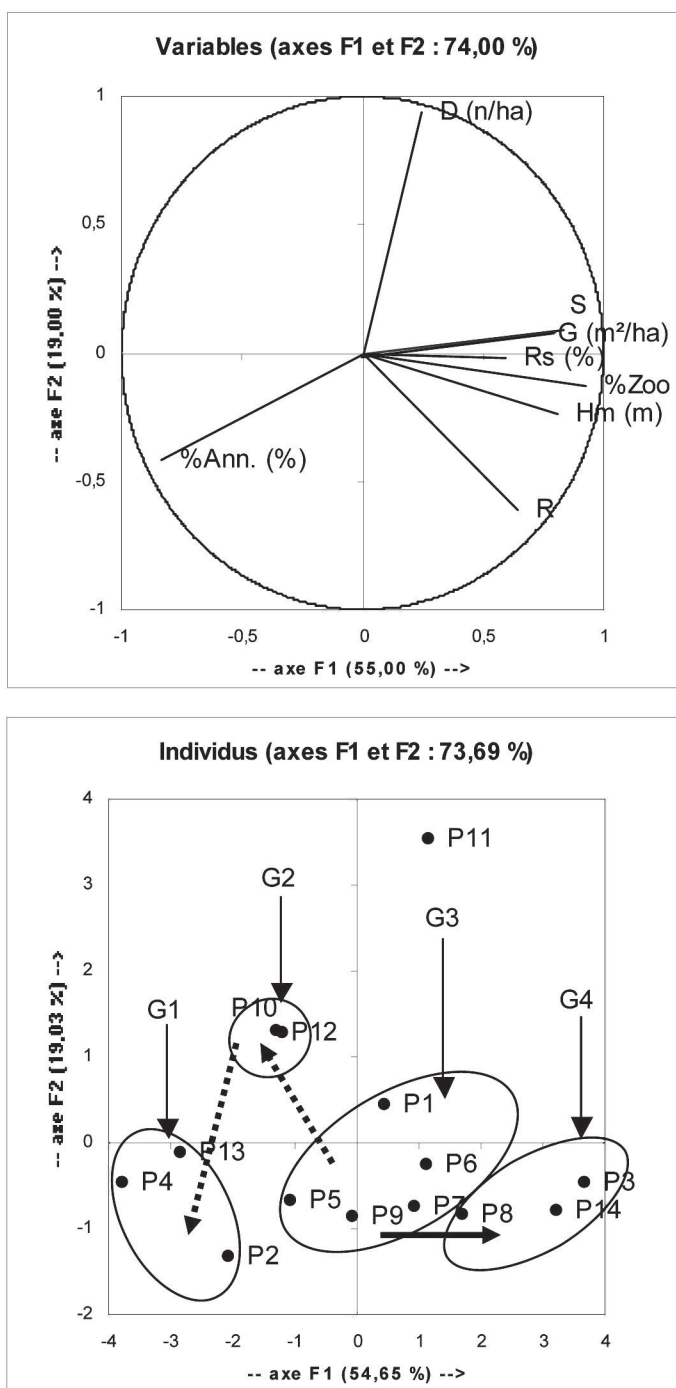 Variables (axes F1 et F2 : 74,00 %)
1
D (n/ha)
0,5
S
G (m²/ha)
0
Rs (%)
%Zoo
Hm (m)
%Ann. (%)
-0,5
R
-1
-1 -0,5 0 0,5 1
-- axe F1 (55,00 %) -->
-- axe F2 [19,00 %) -->
Individus (axes F1 et F2 : 73,69 %)
4
P11
G2
3
G3
2
G1
G4
P10
P12
1
P1
0
P13
P6
P4
P3
P5
P7
P14
P9
P8
-1
P2
-2
-4 -3 -2 -1 0 1 2 3 4
-- axe F1 (54,65 %) -->
-- axe F2 [19,03 %) -->